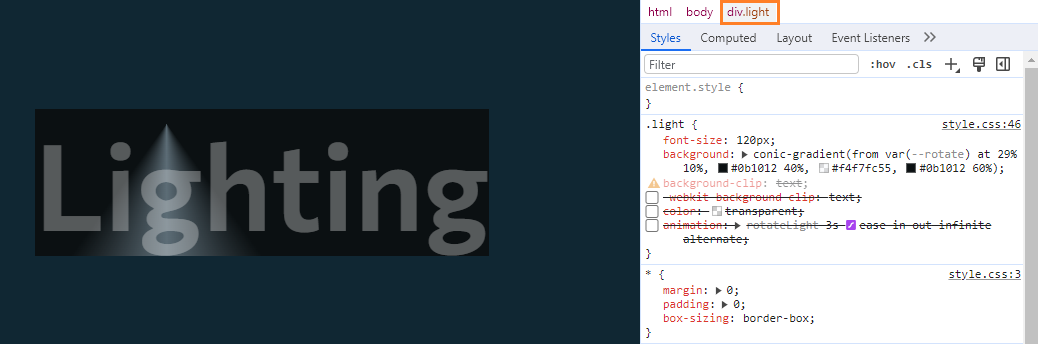 Lighting
html body div.light
Styles Computed Layout Event Listeners
Filter :hov .cls
element.style {
}
.light { style.css:46
font-size: 120px;
background: conic-gradient(from var(--rotate) at 29%
10%, #0b1012 40%, #f4f7fc55, #0b1012 60%);
background-clip: text;
-webkit-background-clip: text;
color: transparent;
animation: rotateLight 3s ease-in-out infinite
alternate;
}
* { style.css:3
margin: 0;
padding: 0;
box-sizing: border-box;
}